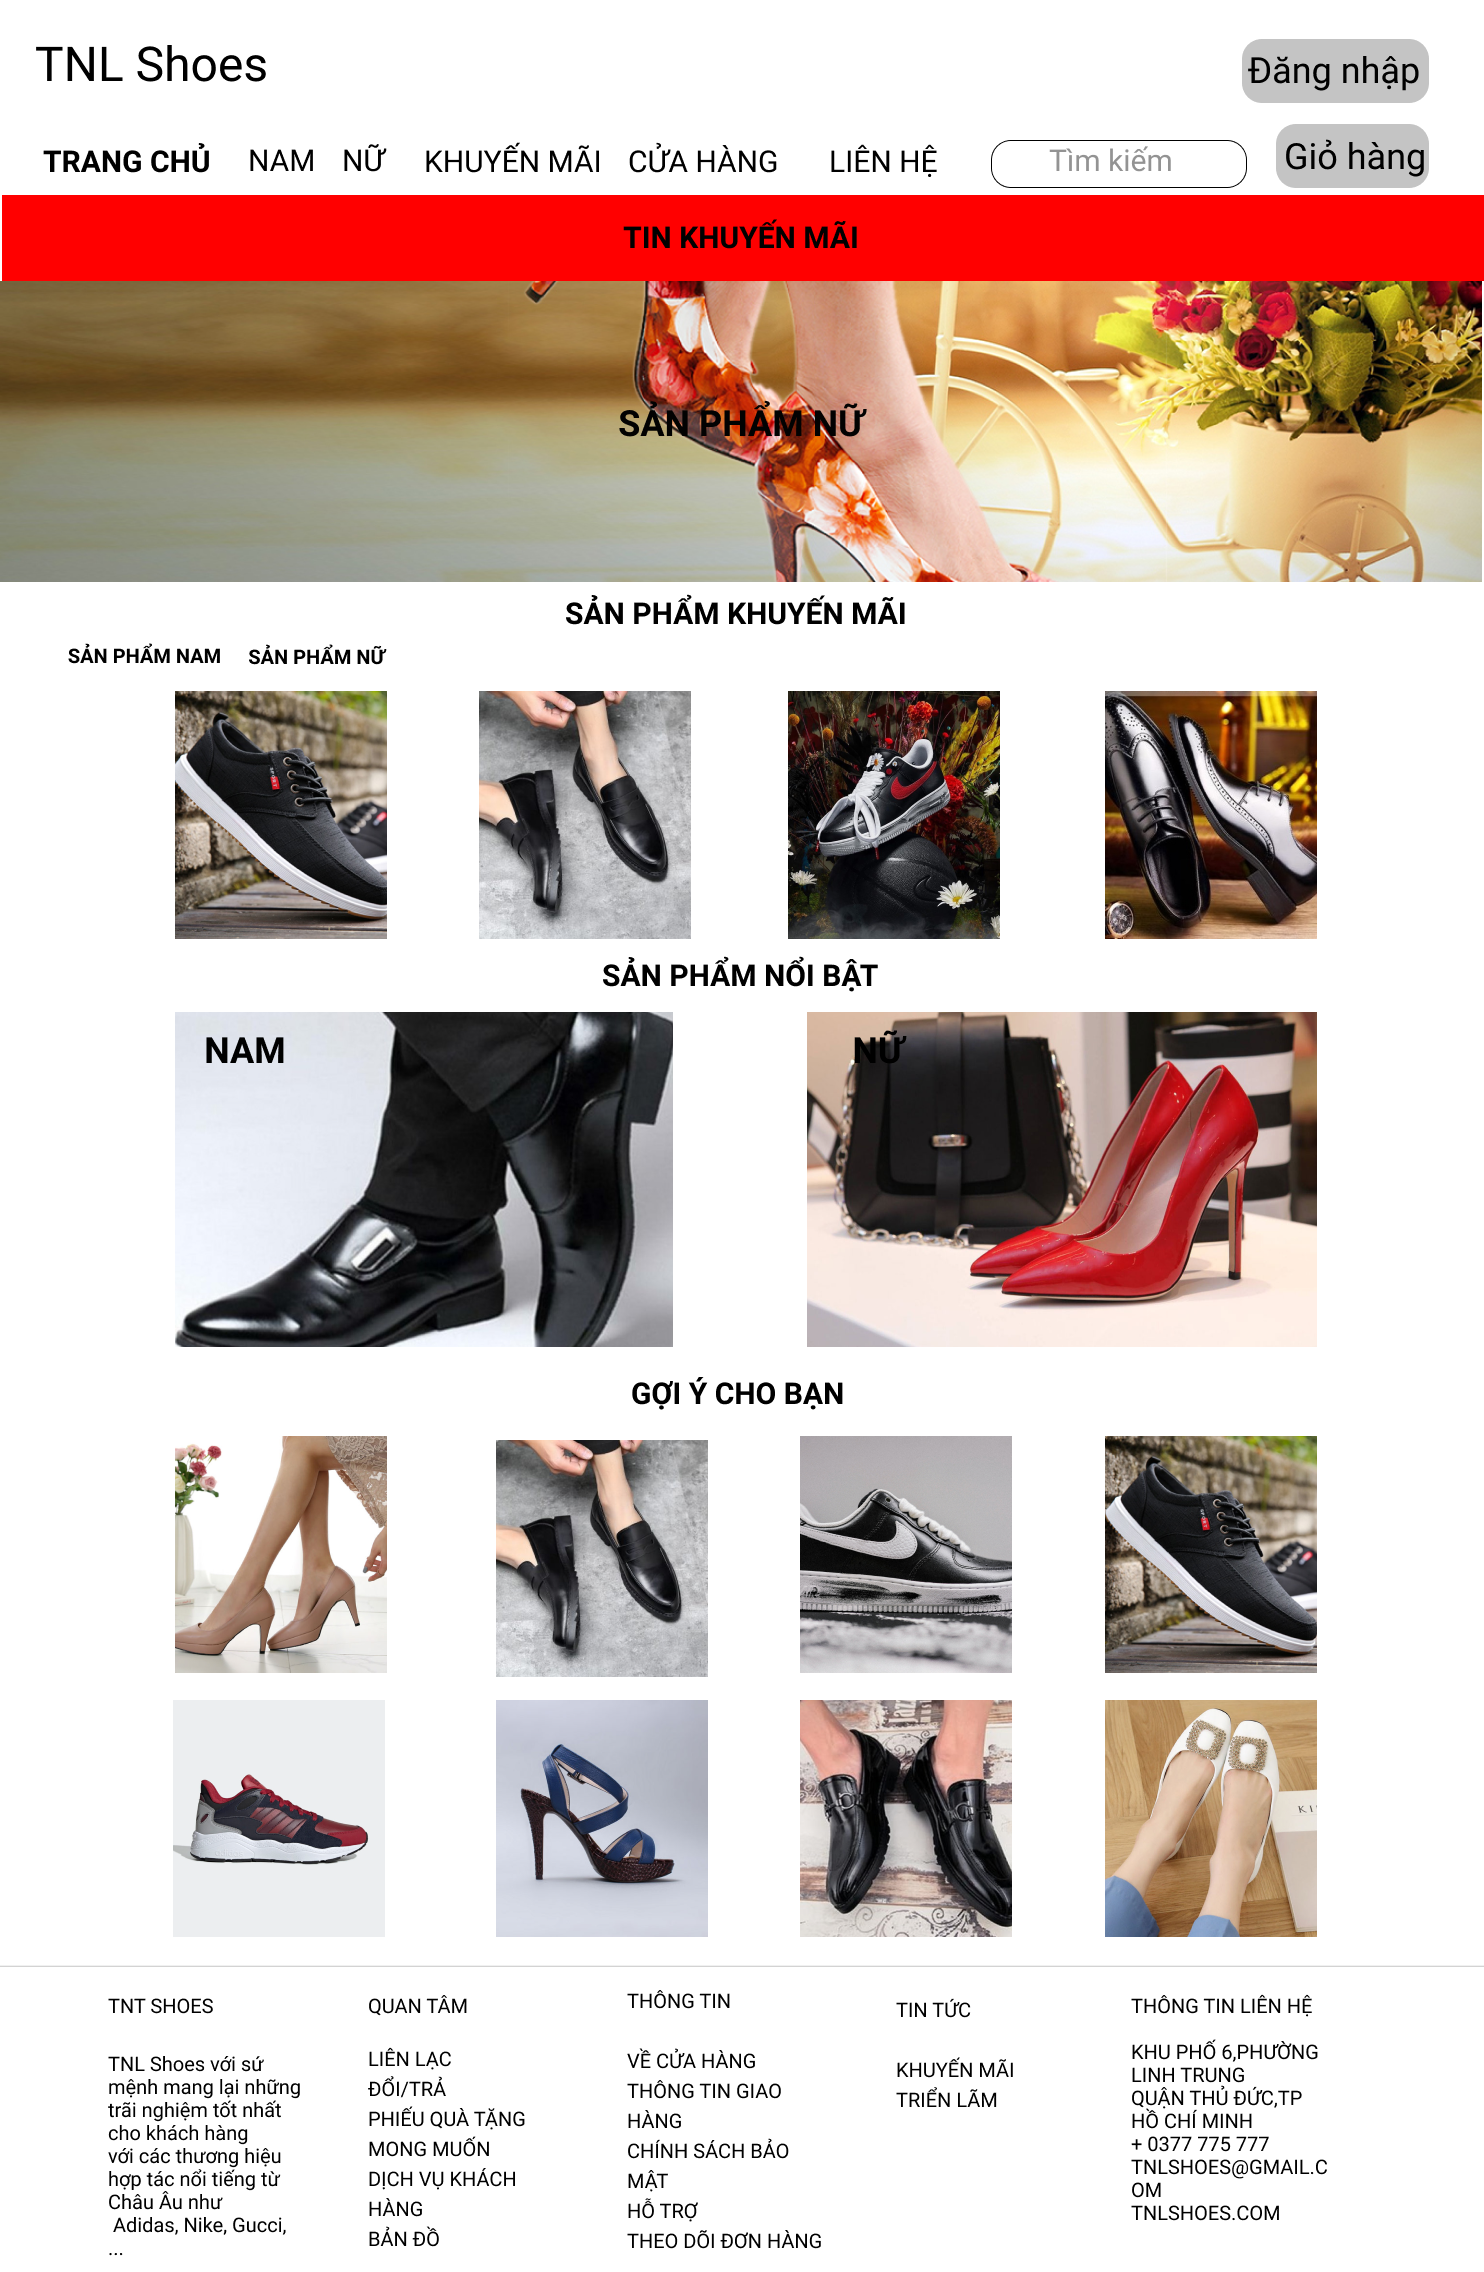 TNL Shoes
Đăng nhập
TRANG CHỦ NAM NỮ KHUYẾN MÃI CỬA HÀNG LIÊN HỆ Tìm kiếm Giỏ hàng
TIN KHUYẾN MÃI
SẢN PHẨM NỮ
SẢN PHẨM KHUYẾN MÃI
SẢN PHẨM NAM SẢN PHẨM NỮ
SẢN PHẨM NỔI BẬT
NAM
NỮ
GỢI Ý CHO BẠN
TNT SHOES
TNL Shoes với sứ
mệnh mang lại những
trãi nghiệm tốt nhất
cho khách hàng
với các thương hiệu
hợp tác nổi tiếng từ
Châu Âu như
Adidas, Nike, Gucci,
...
QUAN TÂM
LIÊN LẠC
ĐỔI/TRẢ
PHIẾU QUÀ TẶNG
MONG MUỐN
DỊCH VỤ KHÁCH
HÀNG
BẢN ĐỒ
THÔNG TIN
VỀ CỬA HÀNG
THÔNG TIN GIAO
HÀNG
CHÍNH SÁCH BẢO
MẬT
HỖ TRỢ
THEO DÕI ĐƠN HÀNG
TIN TỨC
KHUYẾN MÃI
TRIỂN LÃM
THÔNG TIN LIÊN HỆ
KHU PHỐ 6,PHƯỜNG
LINH TRUNG
QUẬN THỦ ĐỨC,TP
HỒ CHÍ MINH
+ 0377 775 777
TNLSHOES@GMAIL.C
OM
TNLSHOES.COM